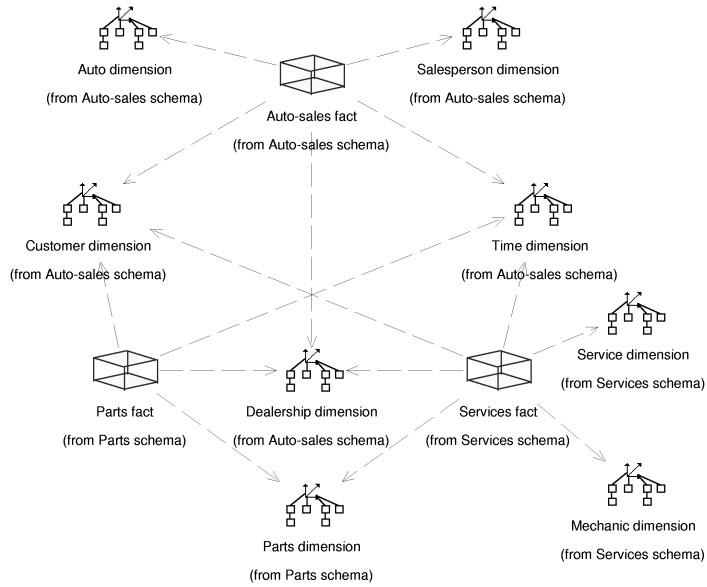 Auto dimension
(from Auto-sales schema)
Salesperson dimension
(from Auto-sales schema)
Auto-sales fact
(from Auto-sales schema)
Customer dimension
(from Auto-sales schema)
Time dimension
(from Auto-sales schema)
Service dimension
(from Services schema)
Parts fact
(from Parts schema)
Dealership dimension
(from Auto-sales schema)
Services fact
(from Services schema)
Parts dimension
(from Parts schema)
Mechanic dimension
(from Services schema)